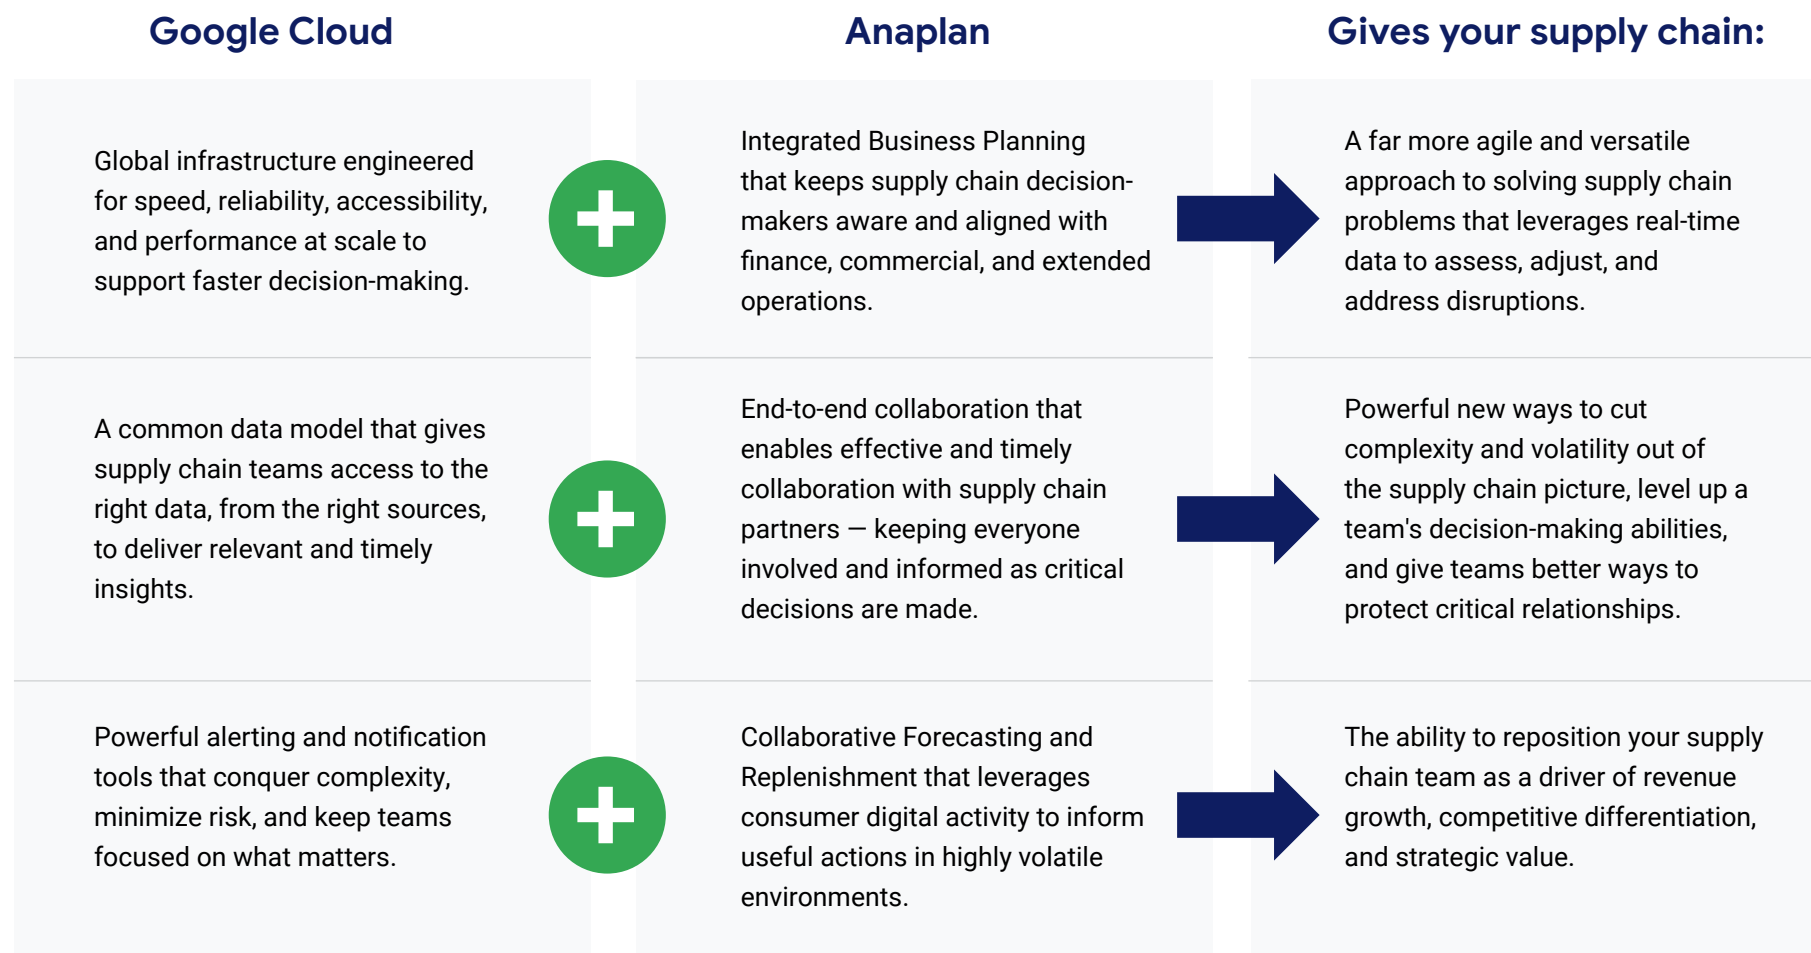 Google Cloud
Anaplan
Gives your supply chain:
Global infrastructure engineered
for speed, reliability, accessibility,
and performance at scale to
support faster decision-making.
Integrated Business Planning
that keeps supply chain decision-
makers aware and aligned with
finance, commercial, and extended
operations.
A far more agile and versatile
approach to solving supply chain
problems that leverages real-time
data to assess, adjust, and
address disruptions.
A common data model that gives
supply chain teams access to the
right data, from the right sources,
to deliver relevant and timely
insights.
End-to-end collaboration that
enables effective and timely
collaboration with supply chain
partners — keeping everyone
involved and informed as critical
decisions are made.
Powerful new ways to cut
complexity and volatility out of
the supply chain picture, level up a
team's decision-making abilities,
and give teams better ways to
protect critical relationships.
Powerful alerting and notification
tools that conquer complexity,
minimize risk, and keep teams
focused on what matters.
Collaborative Forecasting and
Replenishment that leverages
consumer digital activity to inform
useful actions in highly volatile
environments.
The ability to reposition your supply
chain team as a driver of revenue
growth, competitive differentiation,
and strategic value.